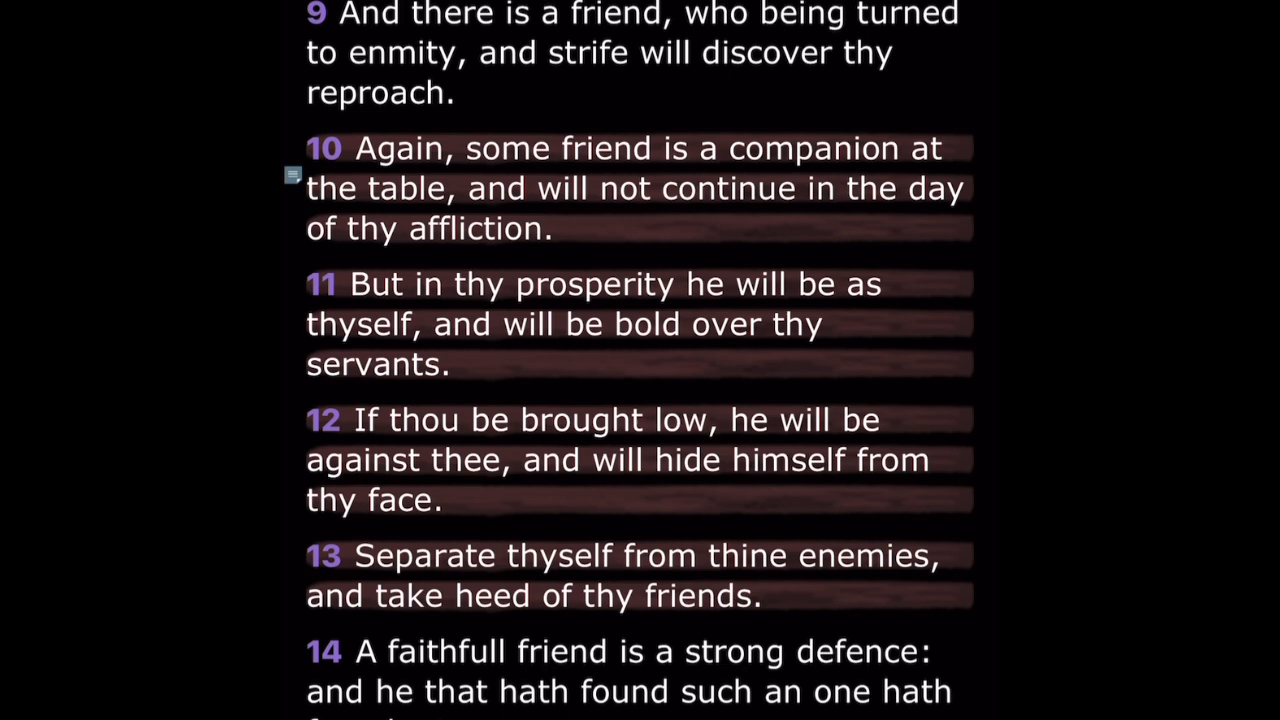 9 And there is a friend, who being turned
to enmity, and strife will discover thy
reproach.
10 Again, some friend is a companion at
the table, and will not continue in the day
of thy affliction.
11 But in thy prosperity he will be as
thyself, and will be bold over thy
servants.
12 If thou be brought low, he will be
against thee, and will hide himself from
thy face.
13 Separate thyself from thine enemies,
and take heed of thy friends.
14 A faithfull friend is a strong defence:
and he that hath found such an one hath